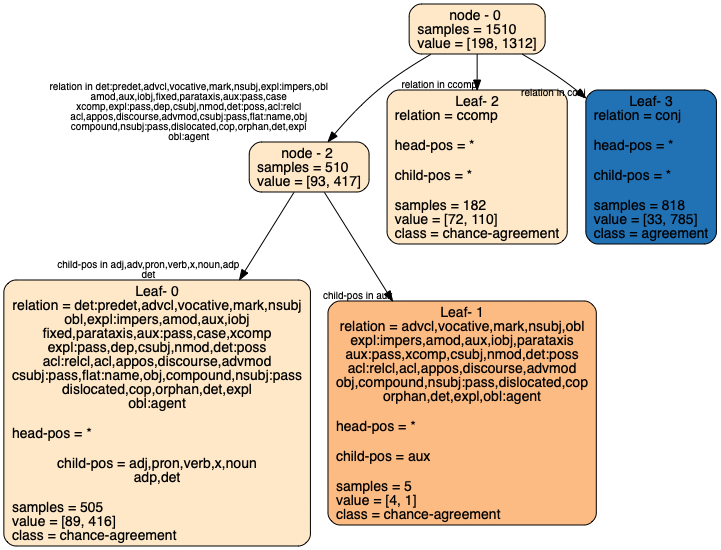 node - 0
samples = 1510
value = [198, 1312]
relation in det:predet,advcl,vocative,mark,nsubj,expl:impers,obl
amod,aux,iobj,fixed,parataxis,aux:pass,case
xcomp,expl:pass,dep,csubj,nmod,det:poss,acl:relcl
acl,appos,discourse,advmod,csubj:pass,flat:name,obj
compound,nsubj:pass,dislocated,cop,orphan,det,expl
obl:agent
relation in ccomp
relation in conj
node - 2
samples = 510
value = [93, 417]
Leaf- 2
relation = ccomp
head-pos = *
child-pos = *
samples = 182
value = [72, 110]
class = chance-agreement
Leaf- 3
relation = conj
head-pos = *
child-pos = *
samples = 818
value = [33, 785]
class = agreement
child-pos in adj,adv,pron,verb,x,noun,adp
det
child-pos in aux
Leaf- 0
relation = det:predet,advcl,vocative,mark,nsubj
obl,expl:impers,amod,aux,iobj
fixed,parataxis,aux:pass,case,xcomp
expl:pass,dep,csubj,nmod,det:poss
acl:relcl,acl,appos,discourse,advmod
csubj:pass,flat:name,obj,compound,nsubj:pass
dislocated,cop,orphan,det,expl
obl:agent
head-pos = *
child-pos = adj,pron,verb,x,noun
adp,det
samples = 505
value = [89, 416]
class = chance-agreement
Leaf- 1
relation = advcl,vocative,mark,nsubj,obl
expl:impers,amod,aux,iobj,parataxis
aux:pass,xcomp,csubj,nmod,det:poss
acl:relcl,acl,appos,discourse,advmod
obj,compound,nsubj:pass,dislocated,cop
orphan,det,expl,obl:agent
head-pos = *
child-pos = aux
samples = 5
value = [4, 1]
class = chance-agreement